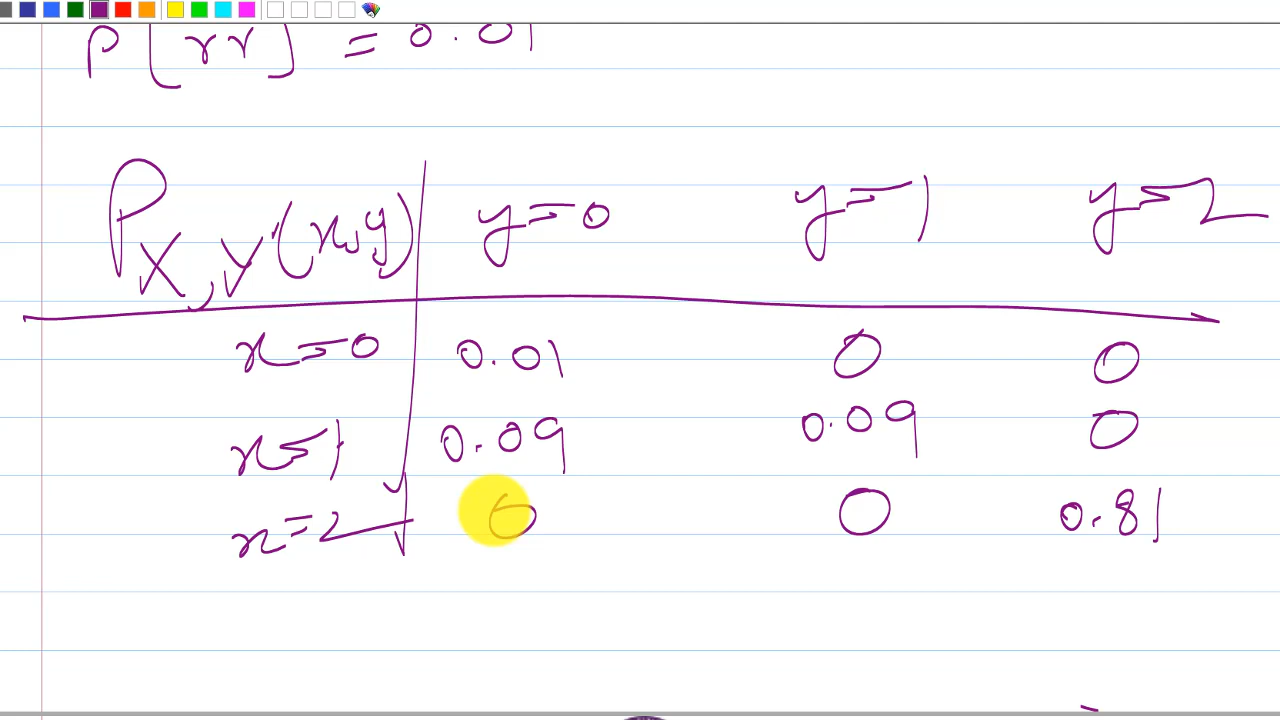 P[rr] = 0.01
P X,Y (x,y) y=0 y=1 y=2
x=0 0.01 0 0
x=1 0.09 0.09 0
x=2 0 0 0.81